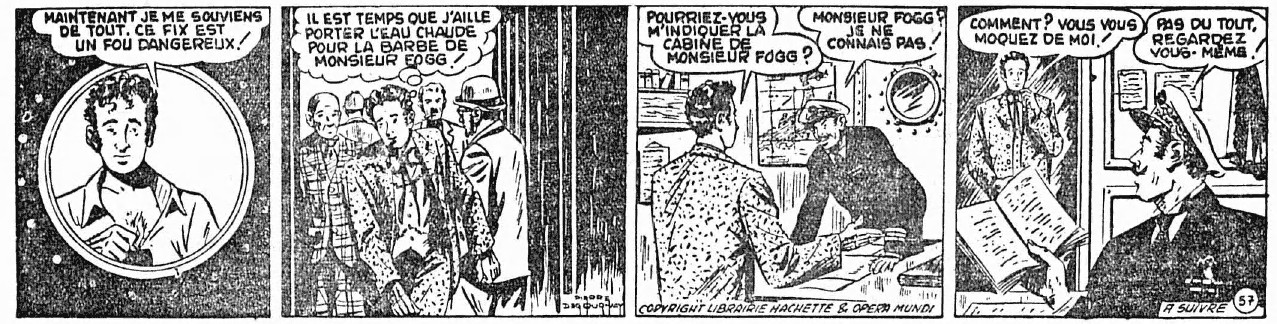 MAINTENANT JE ME SOUVIENS
DE TOUT. CE FIX EST
UN FOU DANGEREUX!
IL EST TEMPS QUE J'AILLE
PORTER L'EAU CHAUDE
POUR LA BARBE DE
MONSIEUR FOGG!
POURRIEZ-VOUS
M'INDIQUER LA
CABINE DE
MONSIEUR FOGG?
MONSIEUR FOGG?
JE NE
CONNAIS PAS!
COPYRIGHT LIBRAIRIE HACHETTE & OPERA MUNDI
COMMENT? VOUS VOUS
MOQUEZ DE MOI!
PAS DU TOUT,
REGARDEZ
VOUS-MÊME!
A SUIVRE
57